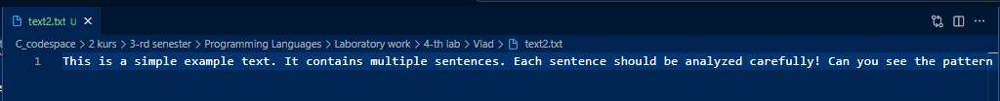 text2.txt U
C_codespace > 2 kurs > 3-rd senester > Programming Languages > Laboratory work > 4-th lab > Vlad > text2.txt
1 This is a simple example text. It contains multiple sentences. Each sentence should be analyzed carefully! Can you see the pattern